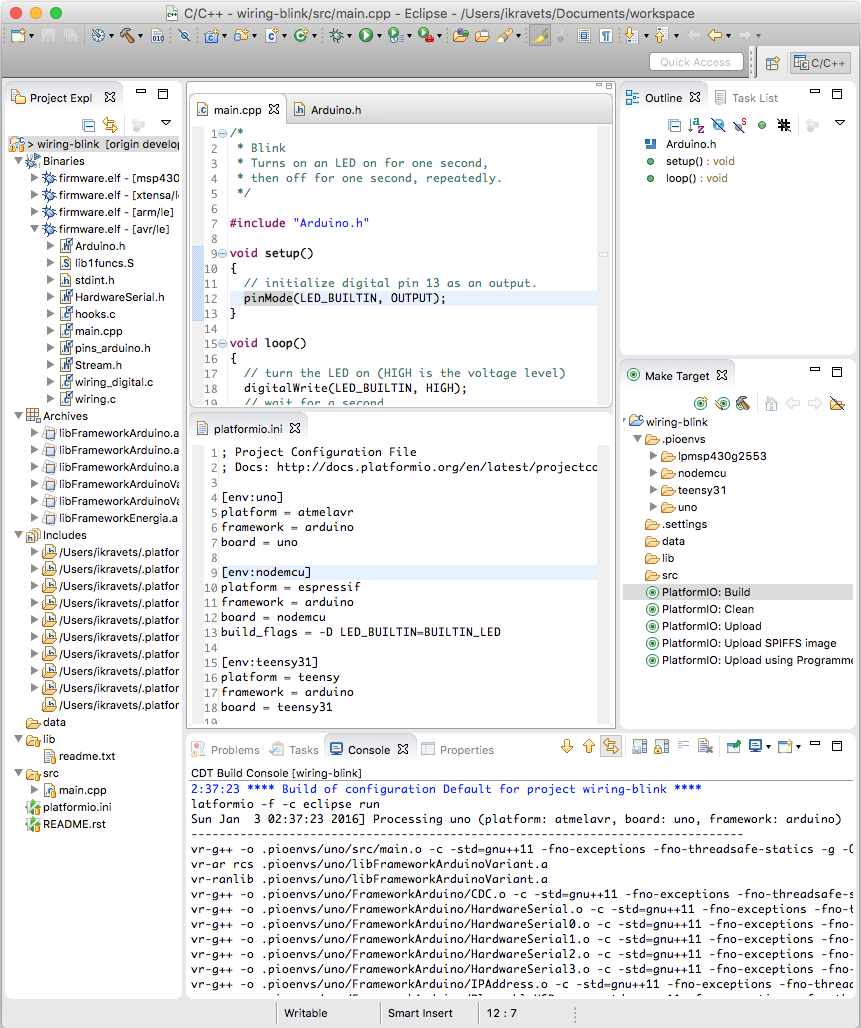 C/C++ - wiring-blink/src/main.cpp - Eclipse - /Users/ikravets/Documents/workspace
Quick Access
C/C++
Project Expl
> wiring-blink [origin develop
Binaries
firmware.elf - [msp430
firmware.elf - [xtensa/le
firmware.elf - [arm/le]
firmware.elf - [avr/le]
Arduino.h
lib1funcs.S
stdint.h
HardwareSerial.h
hooks.c
main.cpp
pins_arduino.h
Stream.h
wiring_digital.c
wiring.c
Archives
libFrameworkArduino.a
libFrameworkArduino.a
libFrameworkArduino.a
libFrameworkArduinoVa
libFrameworkArduinoVa
libFrameworkEnergia.a
Includes
/Users/ikravets/.platfor
/Users/ikravets/.platfor
/Users/ikravets/.platfor
/Users/ikravets/.platfor
/Users/ikravets/.platfor
/Users/ikravets/.platfor
/Users/ikravets/.platfor
/Users/ikravets/.platfor
/Users/ikravets/.platfor
/Users/ikravets/.platfor
data
lib
readme.txt
src
main.cpp
platformio.ini
README.rst
main.cpp
Arduino.h
1 /*
2 * Blink
3 * Turns on an LED on for one second,
4 * then off for one second, repeatedly.
5 */
6
7 #include "Arduino.h"
8
9 void setup()
10 {
11 // initialize digital pin 13 as an output.
12 pinMode(LED_BUILTIN, OUTPUT);
13 }
14
15 void loop()
16 {
17 // turn the LED on (HIGH is the voltage level)
18 digitalWrite(LED_BUILTIN, HIGH);
19 // wait for a second
platformio.ini
1 ; Project Configuration File
2 ; Docs: http://docs.platformio.org/en/latest/projectco
3
4 [env:uno]
5 platform = atmelavr
6 framework = arduino
7 board = uno
8
9 [env:nodemcu]
10 platform = espressif
11 framework = arduino
12 board = nodemcu
13 build_flags = -D LED_BUILTIN=BUILTIN_LED
14
15 [env:teensy31]
16 platform = teensy
17 framework = arduino
18 board = teensy31
19
Outline
Task List
Arduino.h
setup() : void
loop() : void
Make Target
wiring-blink
.pioenvs
lpmsp430g2553
nodemcu
teensy31
uno
.settings
data
lib
src
PlatformIO: Build
PlatformIO: Clean
PlatformIO: Upload
PlatformIO: Upload SPIFFS image
PlatformIO: Upload using Programme
Problems
Tasks
Console
Properties
CDT Build Console [wiring-blink]
2:37:23 **** Build of configuration Default for project wiring-blink ****
latformio -f -c eclipse run
Sun Jan  3 02:37:23 2016] Processing uno (platform: atmelavr, board: uno, framework: arduino)
---------------------------------------------------------------------------
vr-g++ -o .pioenvs/uno/src/main.o -c -std=gnu++11 -fno-exceptions -fno-threadsafe-statics -g -O
vr-ar rcs .pioenvs/uno/libFrameworkArduinoVariant.a
vr-ranlib .pioenvs/uno/libFrameworkArduinoVariant.a
vr-g++ -o .pioenvs/uno/FrameworkArduino/CDC.o -c -std=gnu++11 -fno-exceptions -fno-threadsafe-s
vr-g++ -o .pioenvs/uno/FrameworkArduino/HardwareSerial.o -c -std=gnu++11 -fno-exceptions -fno-t
vr-g++ -o .pioenvs/uno/FrameworkArduino/HardwareSerial0.o -c -std=gnu++11 -fno-exceptions -fno-
vr-g++ -o .pioenvs/uno/FrameworkArduino/HardwareSerial1.o -c -std=gnu++11 -fno-exceptions -fno-
vr-g++ -o .pioenvs/uno/FrameworkArduino/HardwareSerial2.o -c -std=gnu++11 -fno-exceptions -fno-
vr-g++ -o .pioenvs/uno/FrameworkArduino/HardwareSerial3.o -c -std=gnu++11 -fno-exceptions -fno-
vr-g++ -o .pioenvs/uno/FrameworkArduino/IPAddress.o -c -std=gnu++11 -fno-exceptions -fno-thread
Writable
Smart Insert
12 : 7